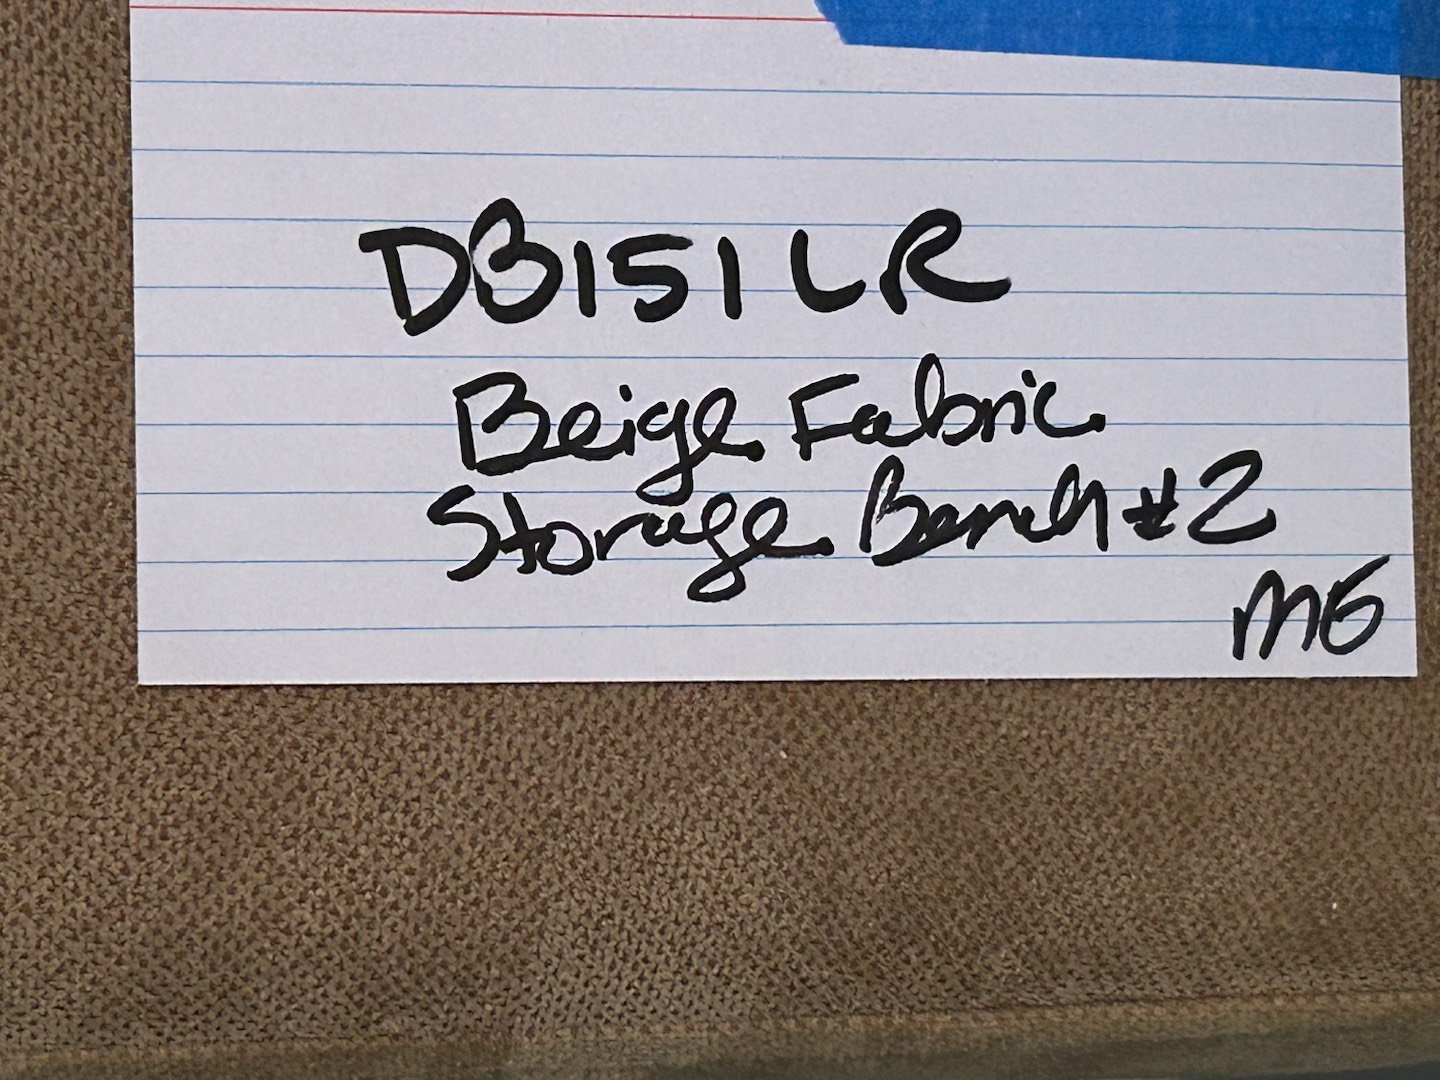 DB151LR
Beige Fabric
Storage Bench #2
MG